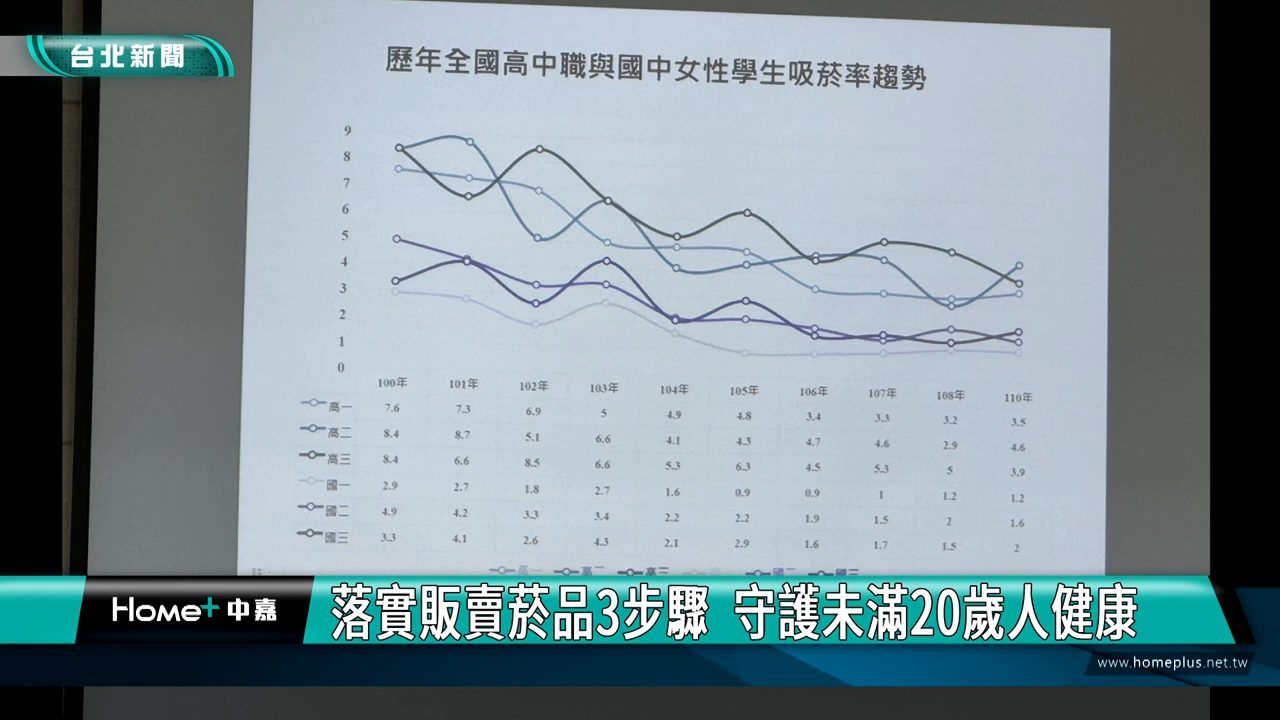 台北新聞
歷年全國高中職與國中女性學生吸菸率趨勢
9
8
7
6
5
4
3
2
1
0
100年 101年 102年 103年 104年 105年 106年 107年 108年 110年
高一 7.6 7.3 6.9 5 4.9 4.8 3.4 3.3 3.2 3.5
高二 8.4 8.7 5.1 6.6 4.1 4.3 4.7 4.6 2.9 4.6
高三 8.4 6.6 8.5 6.6 5.3 6.3 4.5 5.3 5 3.9
國一 2.9 2.7 1.8 2.7 1.6 0.9 0.9 1 1.2 1.2
國二 4.9 4.2 3.3 3.4 2.2 2.2 1.9 1.5 2 1.6
國三 3.3 4.1 2.6 4.3 2.1 2.9 1.6 1.7 1.5 2
Home+ 中嘉
落實販賣菸品3步驟 守護未滿20歲人健康
www.homeplus.net.tw